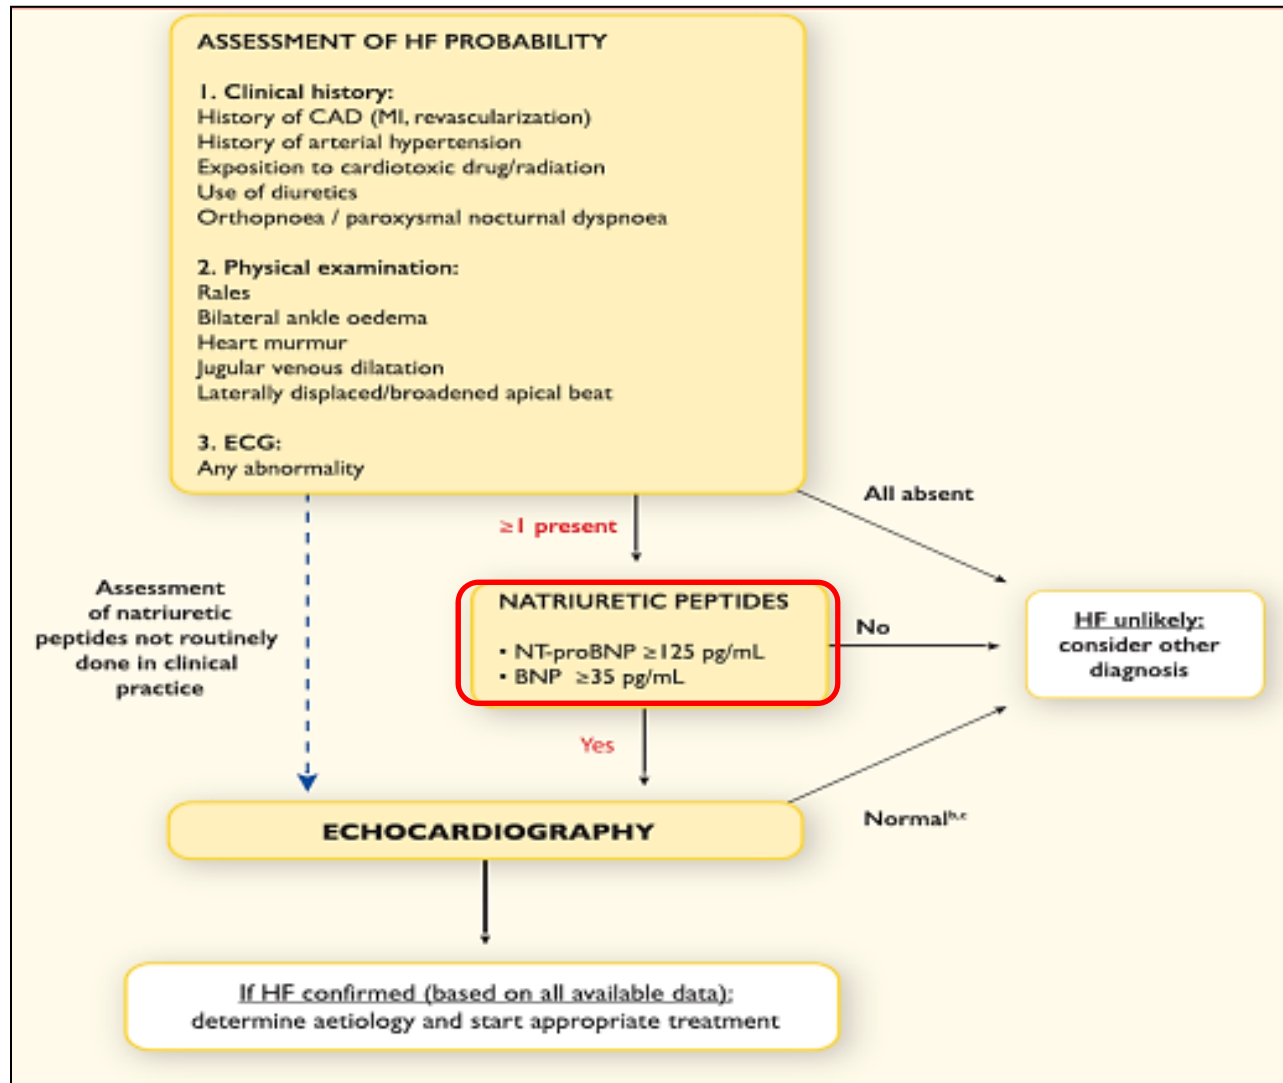 ASSESSMENT OF HF PROBABILITY
1. Clinical history:
History of CAD (MI, revascularization)
History of arterial hypertension
Exposition to cardiotoxic drug/radiation
Use of diuretics
Orthopnoea / paroxysmal nocturnal dyspnoea
2. Physical examination:
Rales
Bilateral ankle oedema
Heart murmur
Jugular venous dilatation
Laterally displaced/broadened apical beat
3. ECG:
Any abnormality
All absent
≥1 present
Assessment
of natriuretic
peptides not routinely
done in clinical
practice
NATRIURETIC PEPTIDES
• NT-proBNP ≥125 pg/mL
• BNP ≥35 pg/mL
No
HF unlikely:
consider other
diagnosis
Yes
Normalb,c
ECHOCARDIOGRAPHY
If HF confirmed (based on all available data):
determine aetiology and start appropriate treatment